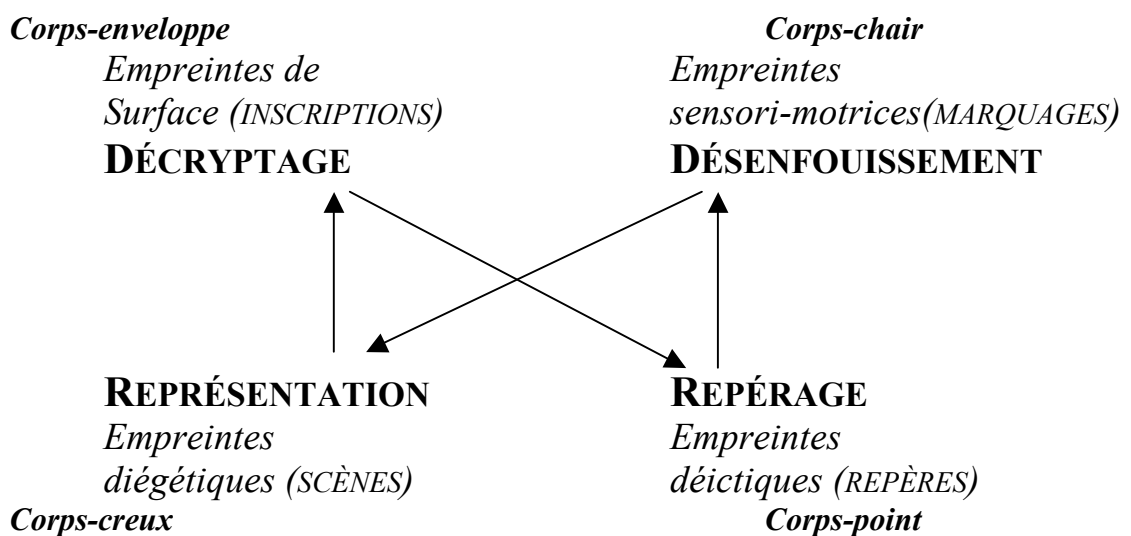 Corps-enveloppe Corps-chair
Empreintes de Empreintes
Surface (INSCRIPTIONS) sensori-motrices(MARQUAGES)
DÉCRYPTAGE DÉSENFOUISSEMENT
REPRÉSENTATION REPÉRAGE
Empreintes Empreintes
diégétiques (SCÈNES) déictiques (REPÈRES)
Corps-creux Corps-point